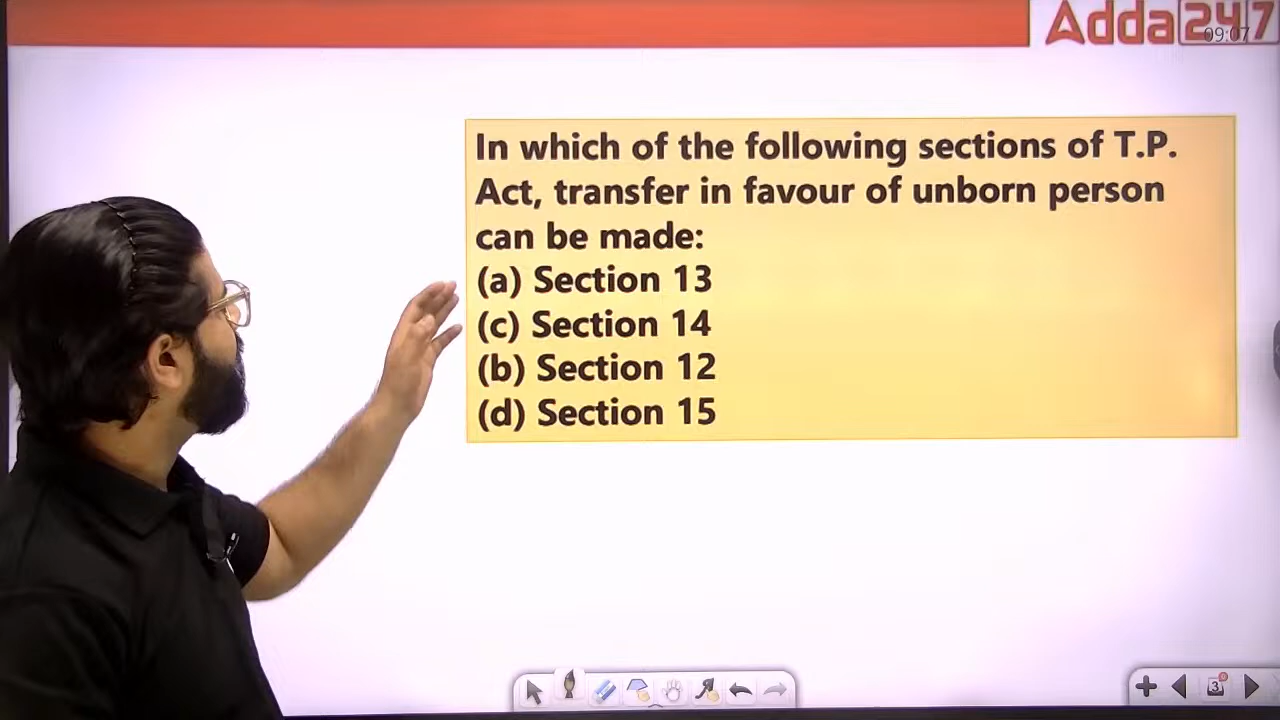 Adda247
09:07
In which of the following sections of T.P.
Act, transfer in favour of unborn person
can be made:
(a) Section 13
(c) Section 14
(b) Section 12
(d) Section 15
3